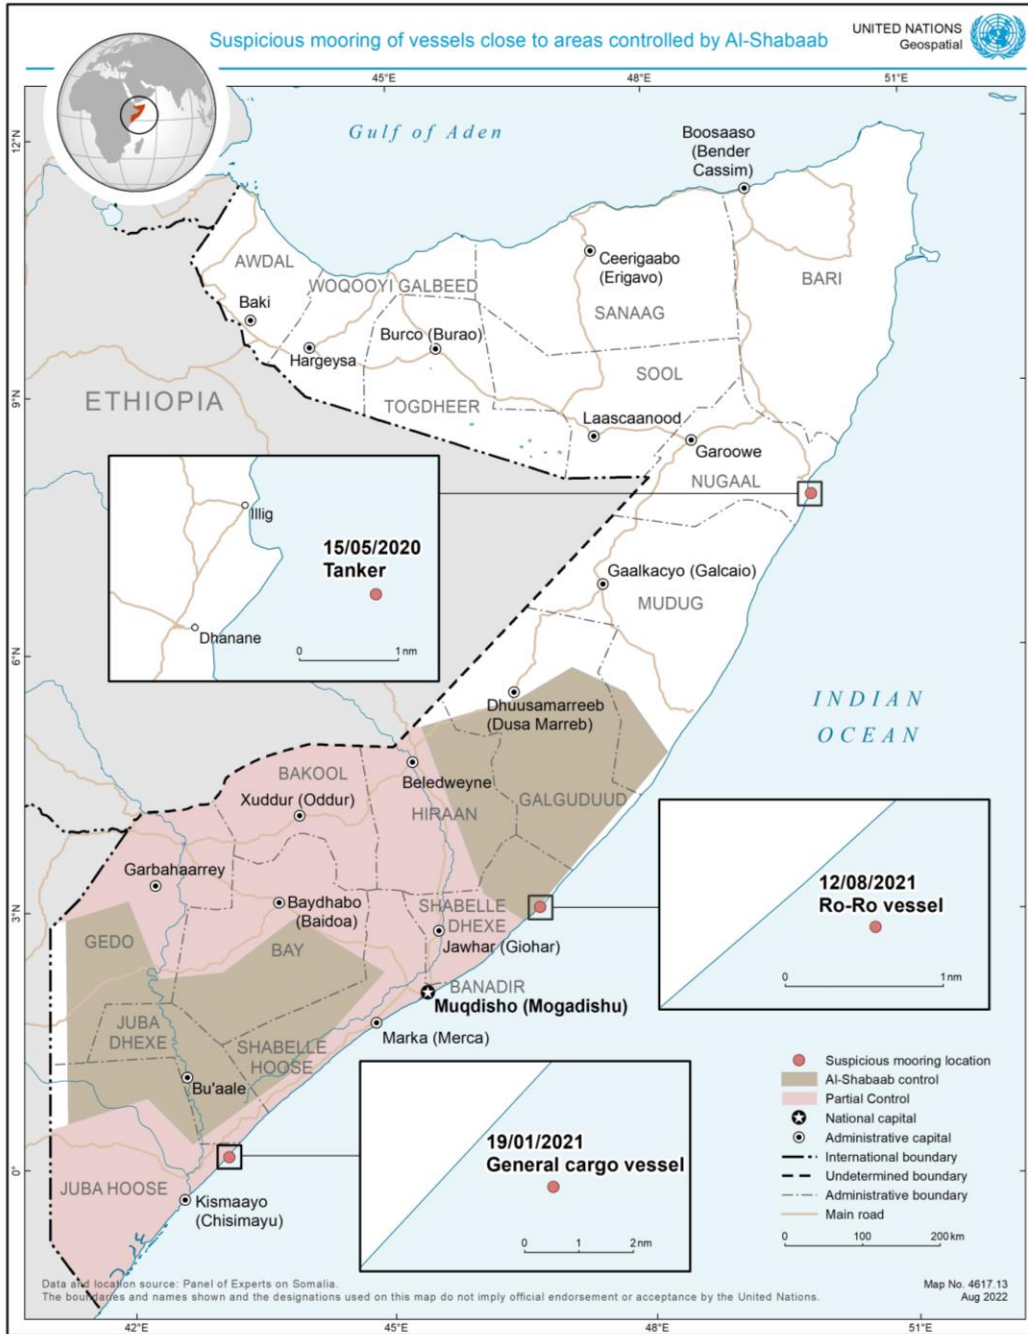 Suspicious mooring of vessels close to areas controlled by Al-Shabaab
UNITED NATIONS
Geospatial
45°E
48°E
51°E
12°N
Gulf of Aden
Boosaaso
(Bender
Cassim)
AWDAL
Ceerigaabo
(Erigavo)
BARI
WOQOOYI GALBEED
SANAAG
Baki
Burco (Burao)
Hargeysa
SOOL
9°N
ETHIOPIA
TOGDHEER
Laascaanood
Garoowe
NUGAAL
Illig
15/05/2020
Tanker
Dhanane
0
1 nm
Gaalkacyo (Galcaio)
MUDUG
6°N
Dhuusamarreeb
(Dusa Marreb)
INDIAN
OCEAN
BAKOOL
Beledweyne
Xuddur (Oddur)
HIRAAN
GALGUDUUD
Garbahaarrey
Baydhabo
(Baidoa)
SHABELLE
DHEXE
3°N
GEDO
BAY
Jawhar (Giohar)
12/08/2021
Ro-Ro vessel
0
1 nm
BANADIR
Muqdisho (Mogadishu)
JUBA
DHEXE
Marka (Merca)
SHABELLE
HOOSE
Bu'aale
19/01/2021
General cargo vessel
0
1
2 nm
0°
JUBA HOOSE
Kismaayo
(Chisimayu)
Suspicious mooring location
Al-Shabaab control
Partial Control
National capital
Administrative capital
International boundary
Undetermined boundary
Administrative boundary
Main road
0
100
200 km
Data and location source: Panel of Experts on Somalia.
The boundaries and names shown and the designations used on this map do not imply official endorsement or acceptance by the United Nations.
Map No. 4617.13
Aug 2022
42°E
45°E
48°E
51°E